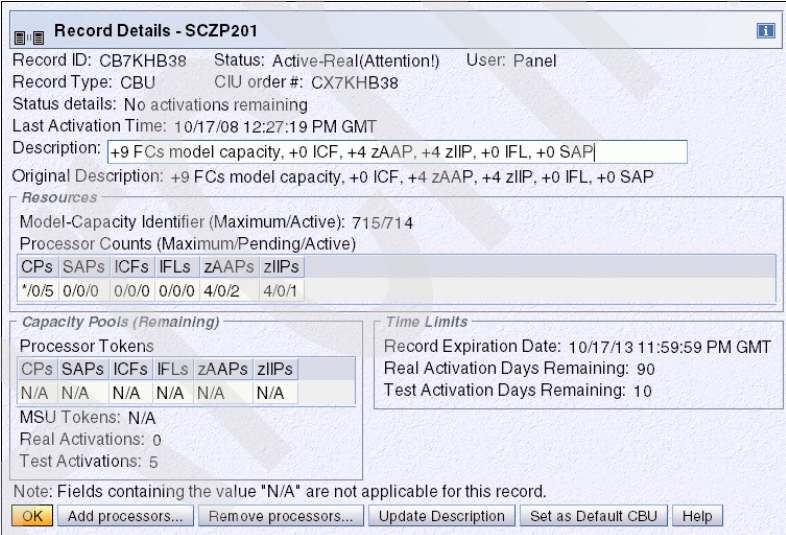 Record Details - SCZP201
Record ID: CB7KHB38 Status: Active-Real(Attention!) User: Panel
Record Type: CBU CIU order #: CX7KHB38
Status details: No activations remaining
Last Activation Time: 10/17/08 12:27:19 PM GMT
Description: +9 FCs model capacity, +0 ICF, +4 zAAP, +4 zIIP, +0 IFL, +0 SAP
Original Description: +9 FCs model capacity, +0 ICF, +4 zAAP, +4 zIIP, +0 IFL, +0 SAP
Resources
Model-Capacity Identifier (Maximum/Active): 715/714
Processor Counts (Maximum/Pending/Active)
CPs SAPs ICFs IFLs zAAPs zIIPs
*/0/5 0/0/0 0/0/0 0/0/0 4/0/2 4/0/1
Capacity Pools (Remaining)
Processor Tokens
CPs SAPs ICFs IFLs zAAPs zIIPs
N/A N/A N/A N/A N/A N/A
MSU Tokens: N/A
Real Activations: 0
Test Activations: 5
Time Limits
Record Expiration Date: 10/17/13 11:59:59 PM GMT
Real Activation Days Remaining: 90
Test Activation Days Remaining: 10
Note: Fields containing the value "N/A" are not applicable for this record.
OK Add processors... Remove processors... Update Description Set as Default CBU Help